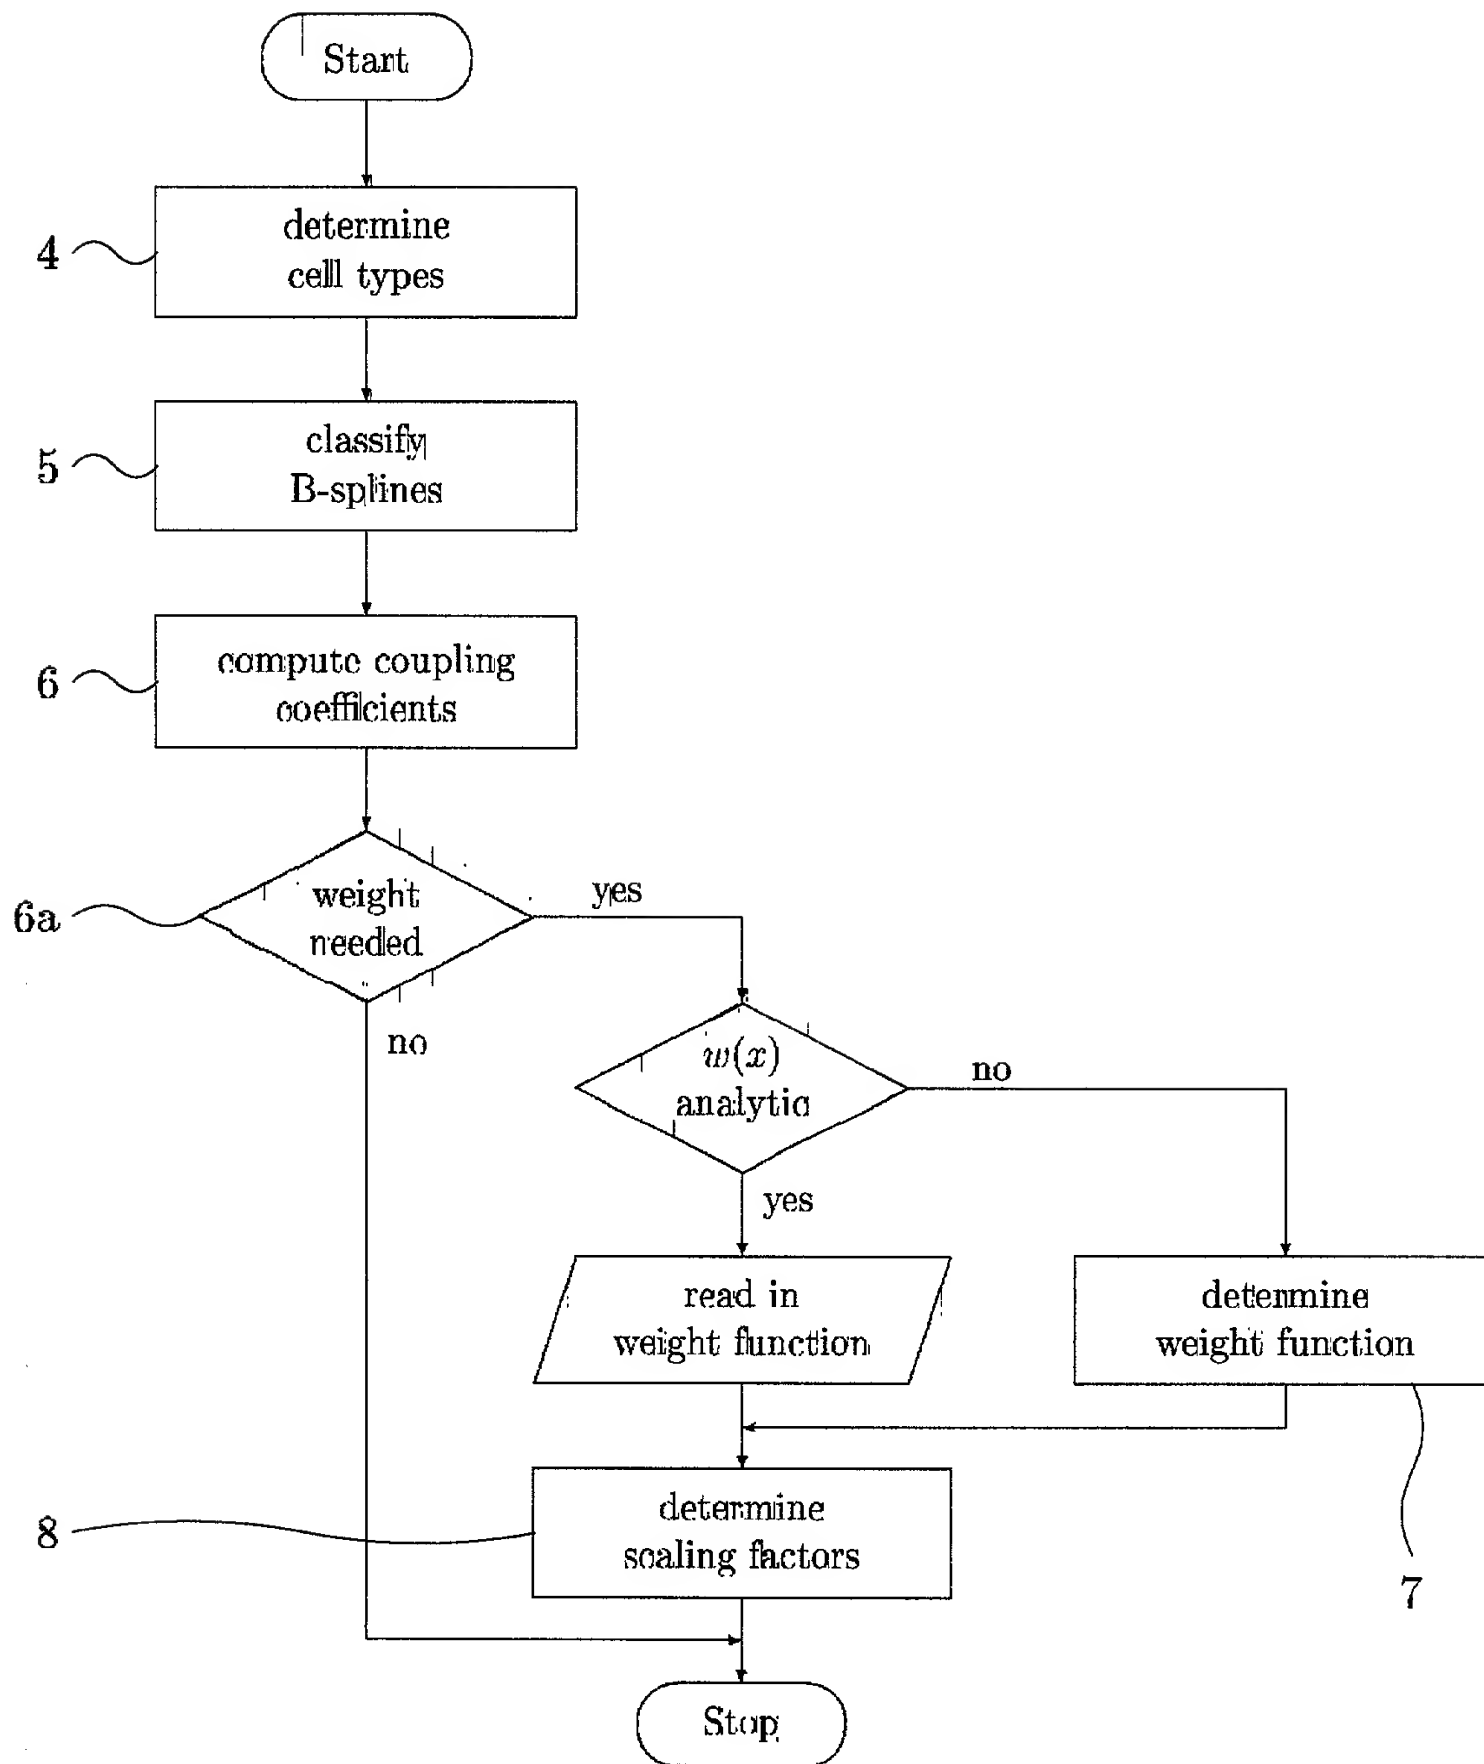 Start
4
determine
cell types
5
classify
B-splines
6
compute coupling
coefficients
6a
weight
needed
yes
no
w(x)
analytic
no
yes
read in
weight function
determine
weight function
8
determine
scaling factors
7
Stop